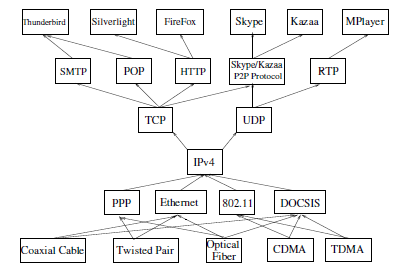 Thunderbird Silverlight FireFox Skype Kazaa MPlayer
SMTP POP HTTP Skype/Kazaa RTP
P2P Protocol
TCP UDP
IPv4
PPP Ethernet 802.11 DOCSIS
Coaxial Cable Twisted Pair Optical CDMA TDMA
Fiber